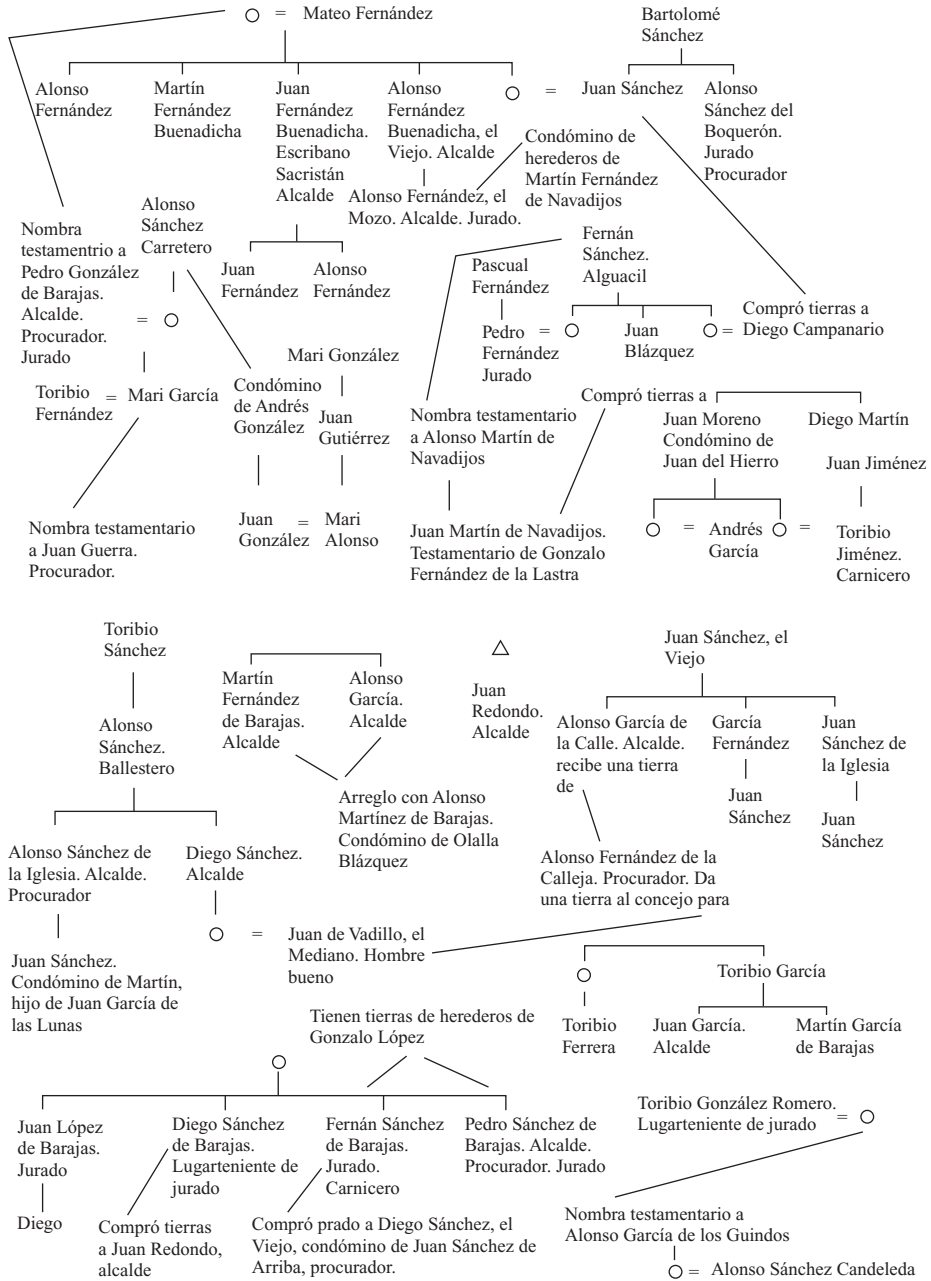 = Mateo Fernández
Bartolomé
Sánchez
Alonso
Fernández
Martín
Fernández
Buenadicha
Juan
Fernández
Buenadicha.
Escribano
Sacristán
Alcalde
Alonso
Fernández
Buenadicha, el
Viejo. Alcalde
= Juan Sánchez
Alonso
Sánchez del
Boquerón.
Jurado
Procurador
Condómino de
herederos de
Martín Fernández
de Navadijos
Alonso Fernández, el
Mozo. Alcalde. Jurado.
Alonso
Sánchez
Carretero
Nombra
testamentrio a
Pedro González
de Barajas.
Alcalde.
Procurador.
Jurado
=
Juan
Fernández
Alonso
Fernández
Fernán
Sánchez.
Alguacil
Pascual
Fernández
Pedro
Fernández
Jurado
=
Juan
Blázquez
=
Compró tierras a
Diego Campanario
Toribio
Fernández
= Mari García
Condómino
de Andrés
González
Mari González
Juan
Gutiérrez
Nombra testamentario
a Alonso Martín de
Navadijos
Compró tierras a
Juan Moreno
Condómino de
Juan del Hierro
Diego Martín
Juan Jiménez
Nombra testamentario
a Juan Guerra.
Procurador.
Juan
González
=
Mari
Alonso
Juan Martín de Navadijos.
Testamentario de Gonzalo
Fernández de la Lastra
=
Andrés
García
=
Toribio
Jiménez.
Carnicero
Toribio
Sánchez
Martín
Fernández
de Barajas.
Alcalde
Alonso
García.
Alcalde
Juan
Redondo.
Alcalde
Juan Sánchez, el
Viejo
Alonso
Sánchez.
Ballestero
Alonso García de
la Calle. Alcalde.
recibe una tierra
de
García
Fernández
Juan
Sánchez de
la Iglesia
Arreglo con Alonso
Martínez de Barajas.
Condómino de Olalla
Blázquez
Juan
Sánchez
Juan
Sánchez
Alonso Sánchez de
la Iglesia. Alcalde.
Procurador
Diego Sánchez.
Alcalde
Alonso Fernández de la
Calleja. Procurador. Da
una tierra al concejo para
=
Juan de Vadillo, el
Mediano. Hombre
bueno
Juan Sánchez.
Condómino de Martín,
hijo de Juan García de
las Lunas
Toribio García
Toribio
Ferrera
Juan García.
Alcalde
Martín García
de Barajas
Tienen tierras de herederos de
Gonzalo López
Juan López
de Barajas.
Jurado
Diego Sánchez
de Barajas.
Lugarteniente de
jurado
Fernán Sánchez
de Barajas.
Jurado.
Carnicero
Pedro Sánchez de
Barajas. Alcalde.
Procurador. Jurado
Toribio González Romero.
Lugarteniente de jurado
=
Diego
Compró tierras
a Juan Redondo,
alcalde
Compró prado a Diego Sánchez, el
Viejo, condómino de Juan Sánchez de
Arriba, procurador.
Nombra testamentario a
Alonso García de los Guindos
= Alonso Sánchez Candeleda